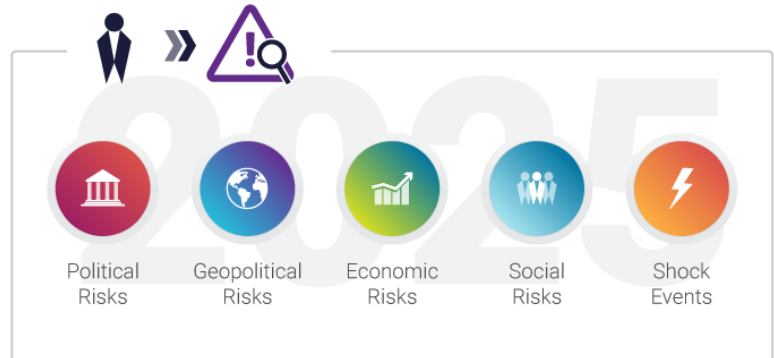 2025
Political
Risks
Geopolitical
Risks
Economic
Risks
Social
Risks
Shock
Events